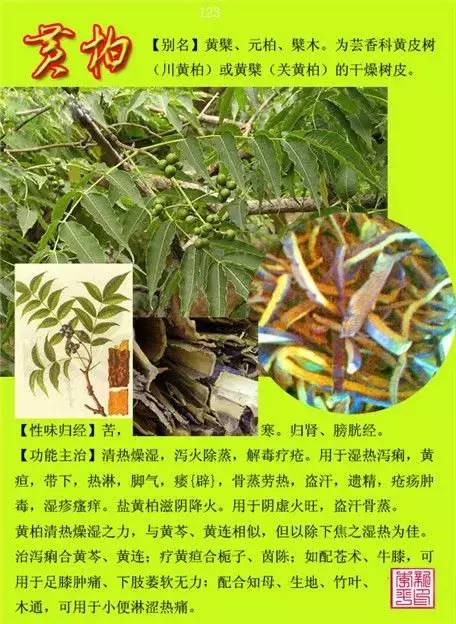 123
黄柏
【别名】黄檗、元柏、檗木。为芸香科黄皮树
（川黄柏）或黄檗（关黄柏）的干燥树皮。
【性味归经】苦，寒。归肾、膀胱经。
【功能主治】清热燥湿，泻火除蒸，解毒疗疮。用于湿热泻痢，黄
疸，带下，热淋，脚气，痿{辟}，骨蒸劳热，盗汗，遗精，疮疡肿
毒，湿疹瘙痒。盐黄柏滋阴降火。用于阴虚火旺，盗汗骨蒸。
黄柏清热燥湿之力，与黄芩、黄连相似，但以除下焦之湿热为佳。
治泻痢合黄芩、黄连；疗黄疸合栀子、茵陈；如配苍术、牛膝，可
用于足膝肿痛、下肢萎软无力；配合知母、生地、竹叶、
木通，可用于小便淋涩热痛。